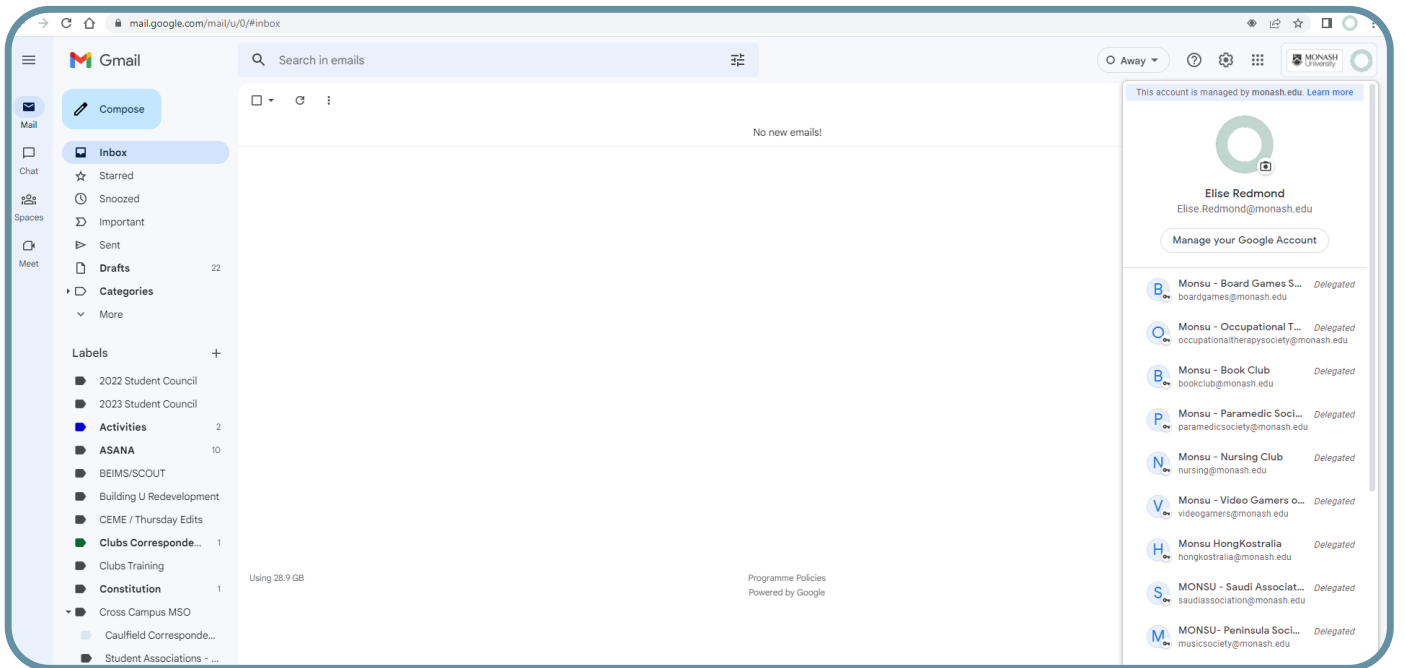 mail.google.com/mail/u/0/#inbox
Gmail
Search in emails
Away
MONASH
University
Mail
Chat
Spaces
Meet
Compose
Inbox
Starred
Snoozed
Important
Sent
Drafts 22
Categories
More
Labels
2022 Student Council
2023 Student Council
Activities 2
ASANA 10
BEIMS/SCOUT
Building U Redevelopment
CEME / Thursday Edits
Clubs Corresponde... 1
Clubs Training
Constitution 1
Cross Campus MSO
Caulfield Corresponde...
Student Associations - ...
No new emails!
Using 28.9 GB
Programme Policies
Powered by Google
This account is managed by monash.edu. Learn more
Elise Redmond
Elise.Redmond@monash.edu
Manage your Google Account
B Monsu - Board Games S... Delegated
boardgames@monash.edu
O Monsu - Occupational T... Delegated
occupationaltherapysociety@monash.edu
B Monsu - Book Club Delegated
bookclub@monash.edu
P Monsu - Paramedic Soci... Delegated
paramedicsociety@monash.edu
N Monsu - Nursing Club Delegated
nursing@monash.edu
V Monsu - Video Gamers o... Delegated
videogamers@monash.edu
H Monsu HongKostralia Delegated
hongkostralia@monash.edu
S MONSU - Saudi Associat... Delegated
saudiassociation@monash.edu
M MONSU- Peninsula Soci... Delegated
musicsociety@monash.edu